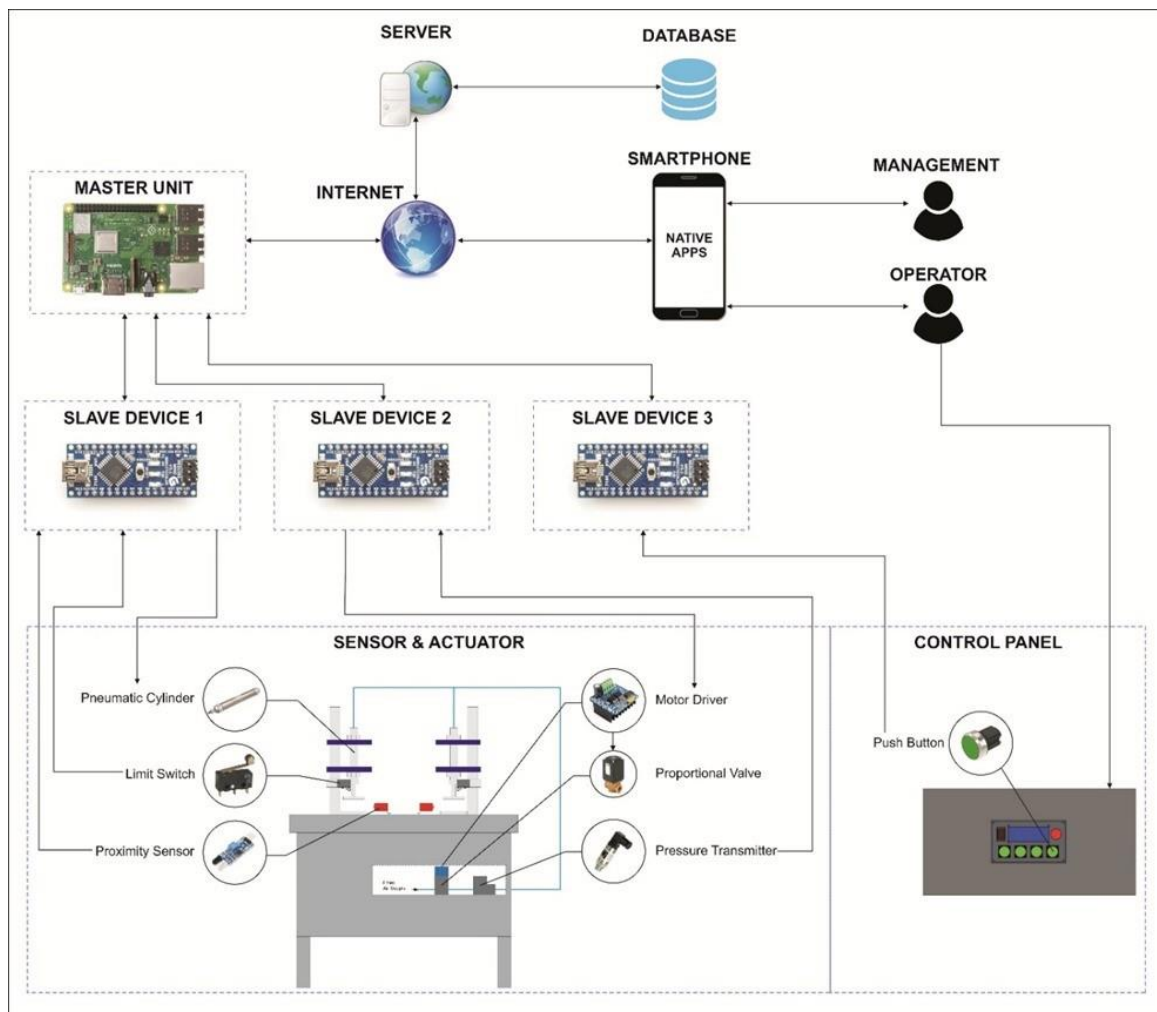 SERVER
DATABASE
SMARTPHONE
MANAGEMENT
MASTER UNIT
INTERNET
NATIVE
APPS
OPERATOR
SLAVE DEVICE 1
SLAVE DEVICE 2
SLAVE DEVICE 3
SENSOR & ACTUATOR
CONTROL PANEL
Pneumatic Cylinder
Motor Driver
Push Button
Limit Switch
Proportional Valve
Proximity Sensor
Pressure Transmitter